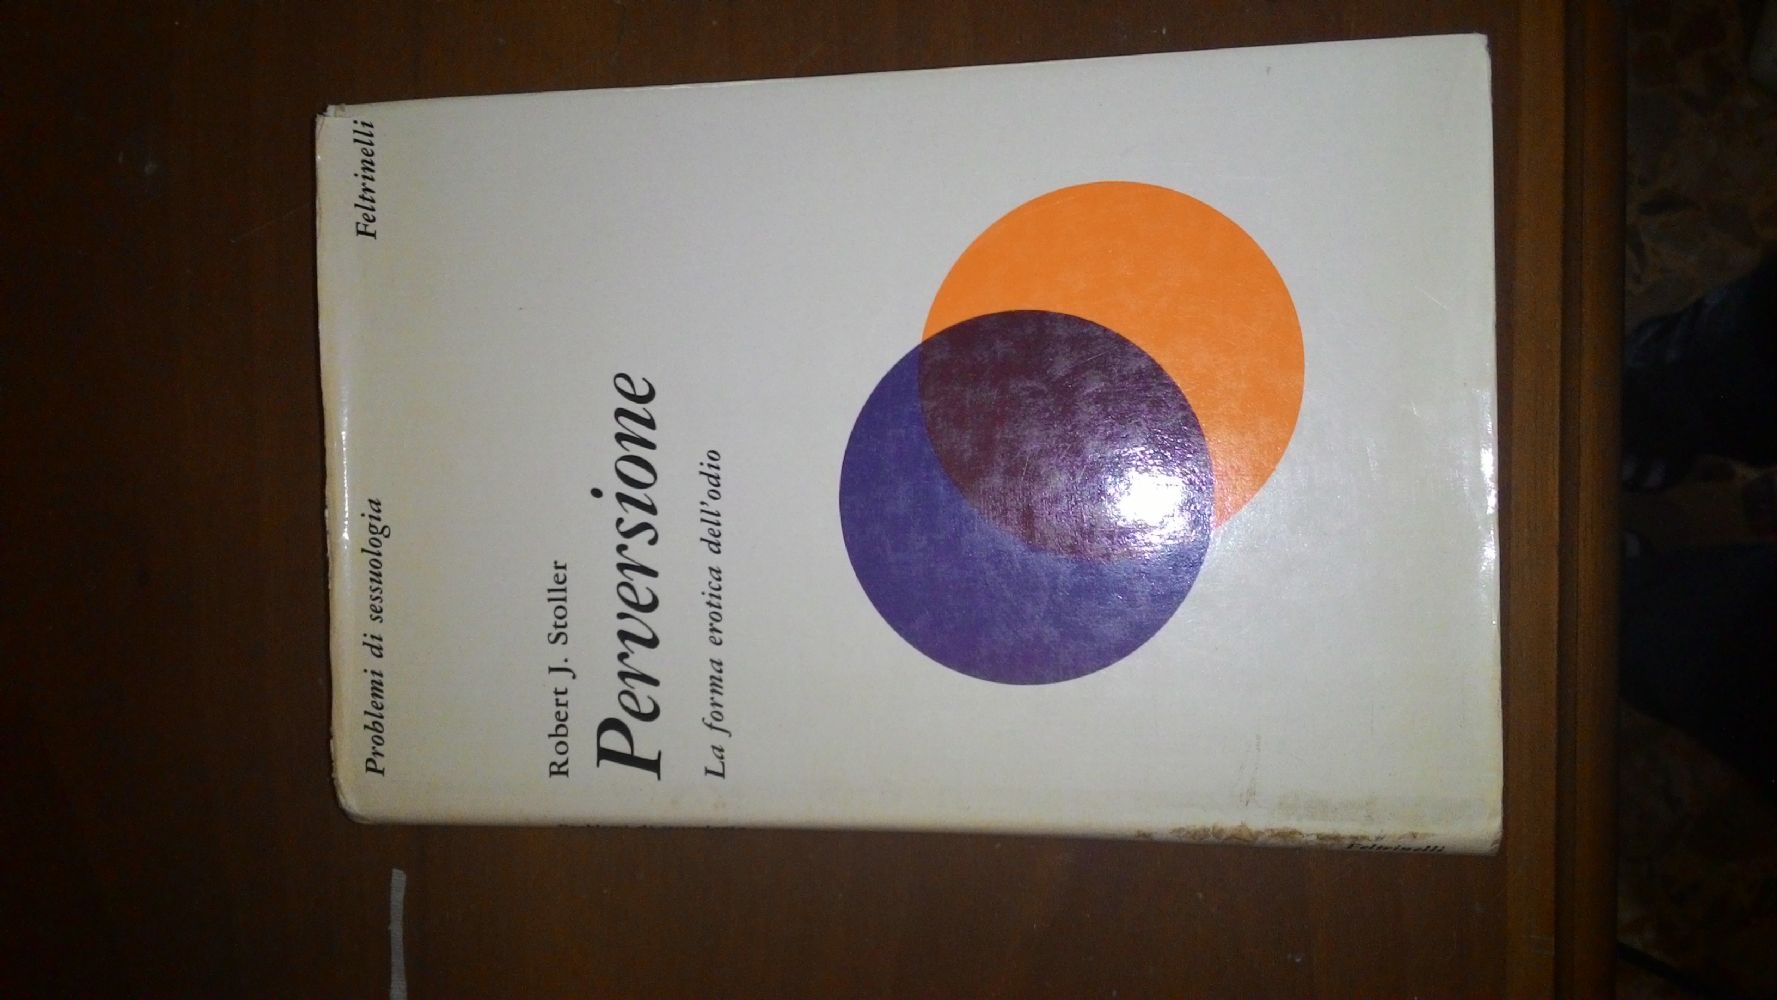 Problemi di sessuologia
Feltrinelli
Robert J. Stoller
Perversione
La forma erotica dell'odio
Feltrinelli